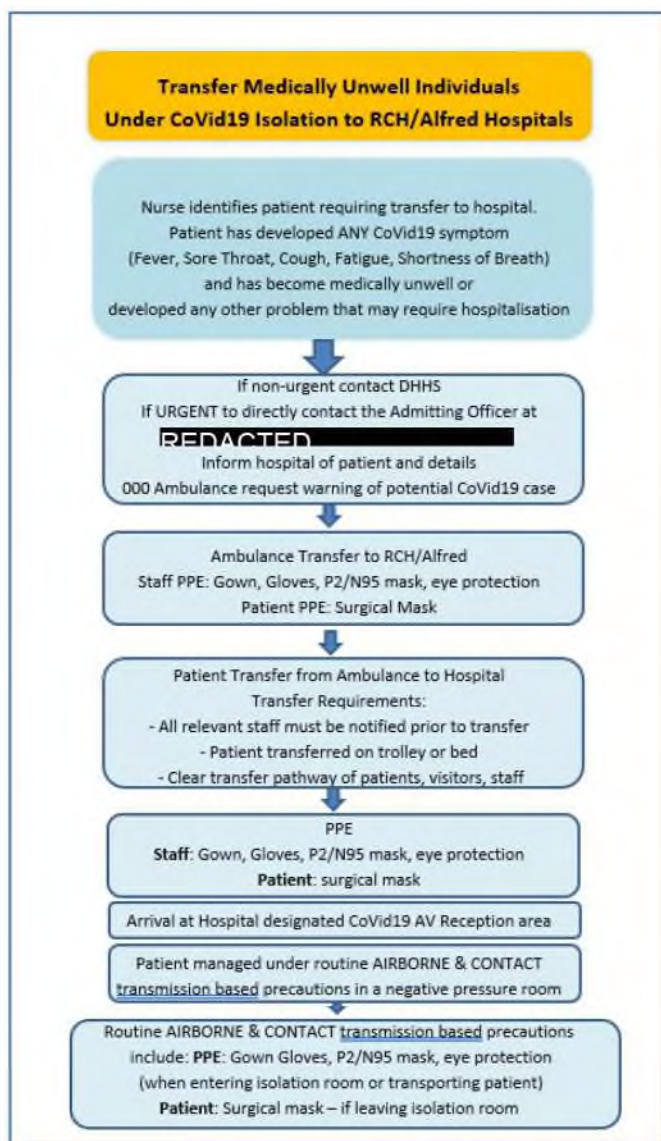 Transfer Medically Unwell Individuals
Under CoVid19 Isolation to RCH/Alfred Hospitals
Nurse identifies patient requiring transfer to hospital.
Patient has developed ANY CoVid19 symptom
(Fever, Sore Throat, Cough, Fatigue, Shortness of Breath)
and has become medically unwell or
developed any other problem that may require hospitalisation
If non-urgent contact DHHS
If URGENT to directly contact the Admitting Officer at
REDACTED
Inform hospital of patient and details
000 Ambulance request warning of potential CoVid19 case
Ambulance Transfer to RCH/Alfred
Staff PPE: Gown, Gloves, P2/N95 mask, eye protection
Patient PPE: Surgical Mask
Patient Transfer from Ambulance to Hospital
Transfer Requirements:
- All relevant staff must be notified prior to transfer
- Patient transferred on trolley or bed
- Clear transfer pathway of patients, visitors, staff
PPE
Staff: Gown, Gloves, P2/N95 mask, eye protection
Patient: surgical mask
Arrival at Hospital designated CoVid19 AV Reception area
Patient managed under routine AIRBORNE & CONTACT
transmission based precautions in a negative pressure room
Routine AIRBORNE & CONTACT transmission based precautions
include: PPE: Gown Gloves, P2/N95 mask, eye protection
(when entering isolation room or transporting patient)
Patient: Surgical mask – if leaving isolation room